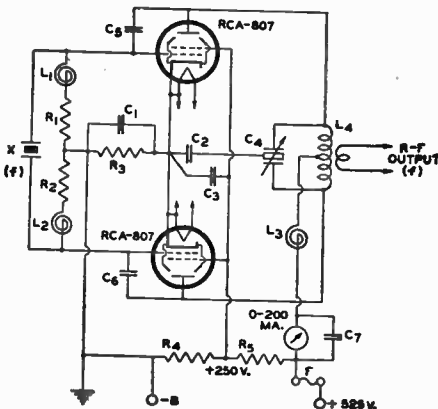 RCA-807
C5
L1
R1
X
(f)
R2
L2
C1
R3
C2
C3
C4
L4
R-F
OUTPUT
(f)
RCA-807
C6
L3
0-200
MA.
C7
R4
R5
+250 V.
F
-B
+525 V.